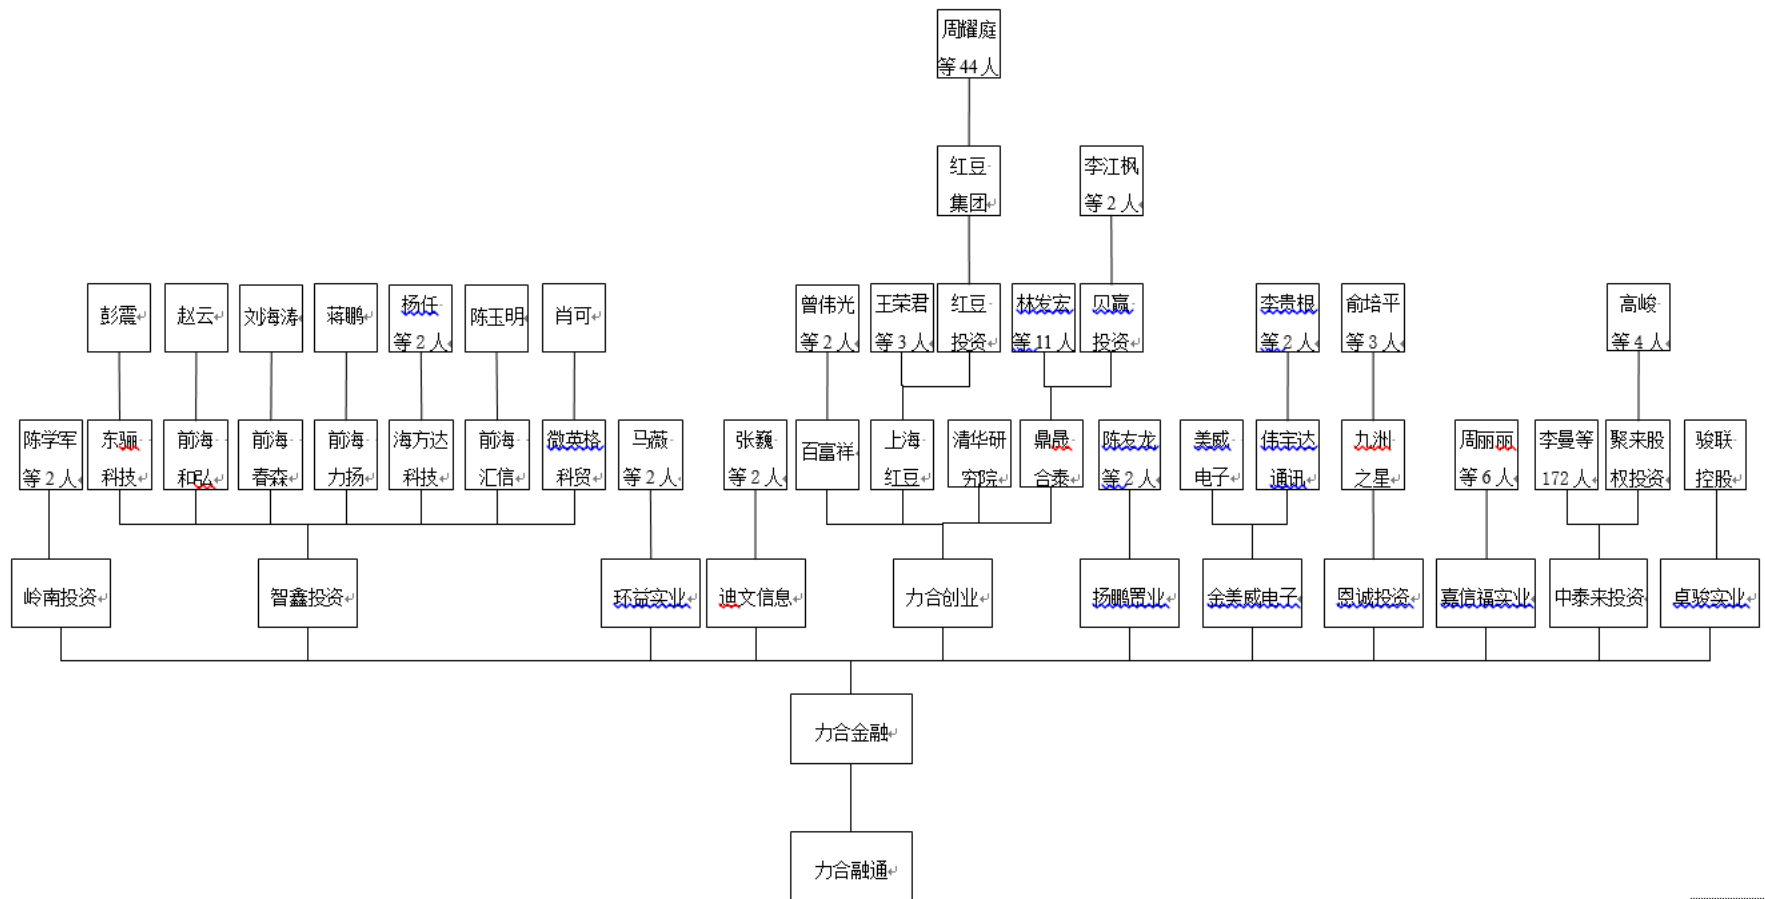 周耀庭
等 44 人
红豆
集团
李江枫
等 2 人
彭震
赵云
刘海涛
蒋鹏
杨任
等 2 人
陈玉明
肖可
曾伟光
等 2 人
王荣君
等 3 人
红豆
投资
林发宏
等 11 人
贝赢
投资
李贵根
等 2 人
俞培平
等 3 人
高峻
等 4 人
陈学军
等 2 人
东骊
科技
前海
和弘
前海
春森
前海
力扬
海方达
科技
前海
汇信
微英格
科贸
马薇
等 2 人
张巍
等 2 人
百富祥
上海
红豆
清华研
究院
鼎晟
合泰
陈友龙
等 2 人
美威
电子
伟宇达
通讯
九洲
之星
周丽丽
等 6 人
李曼等
172 人
聚来股
权投资
骏联
控股
岭南投资
智鑫投资
环益实业
迪文信息
力合创业
扬鹏置业
金美威电子
恩诚投资
嘉信福实业
中泰来投资
卓骏实业
力合金融
力合融通